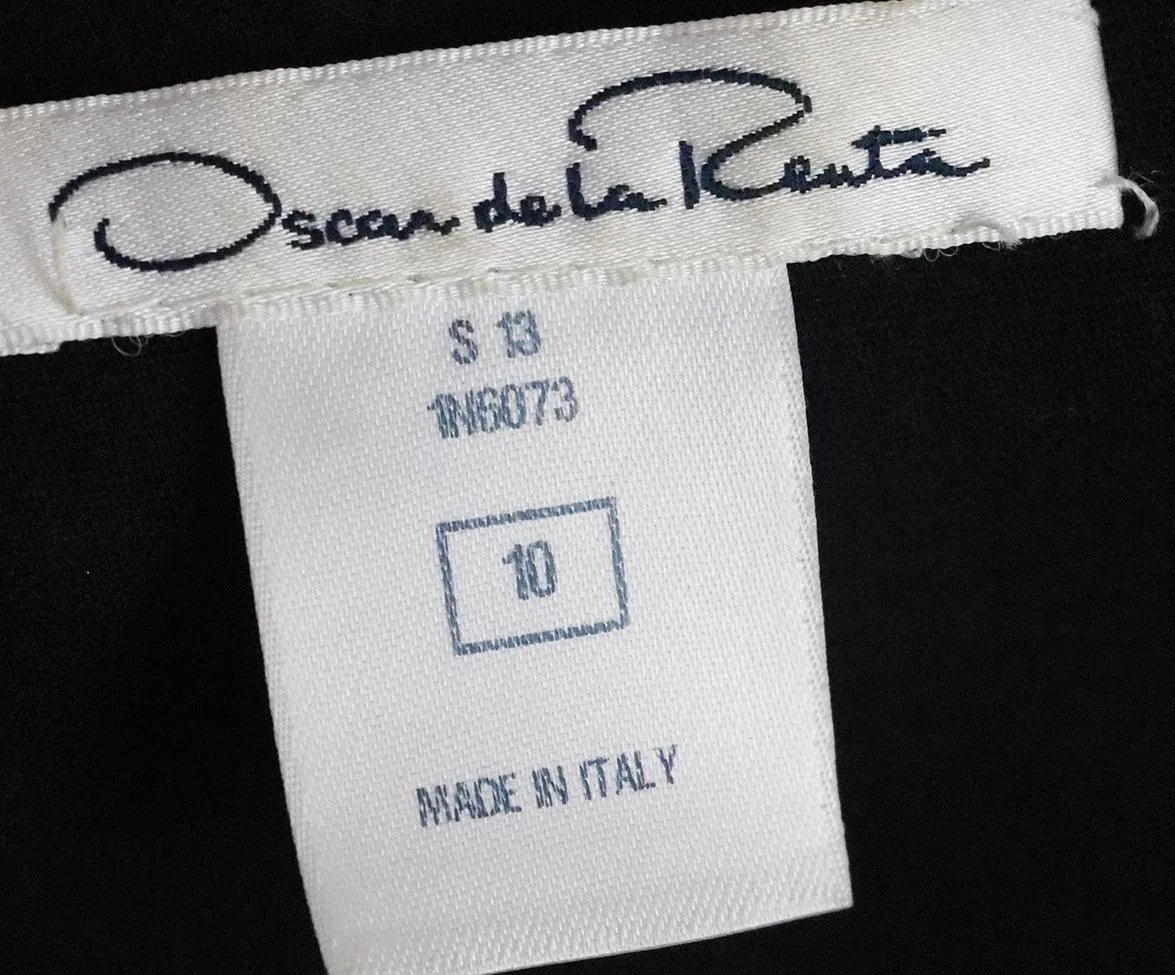 Oscar de la Renta
S 13
1N6073
10
MADE IN ITALY